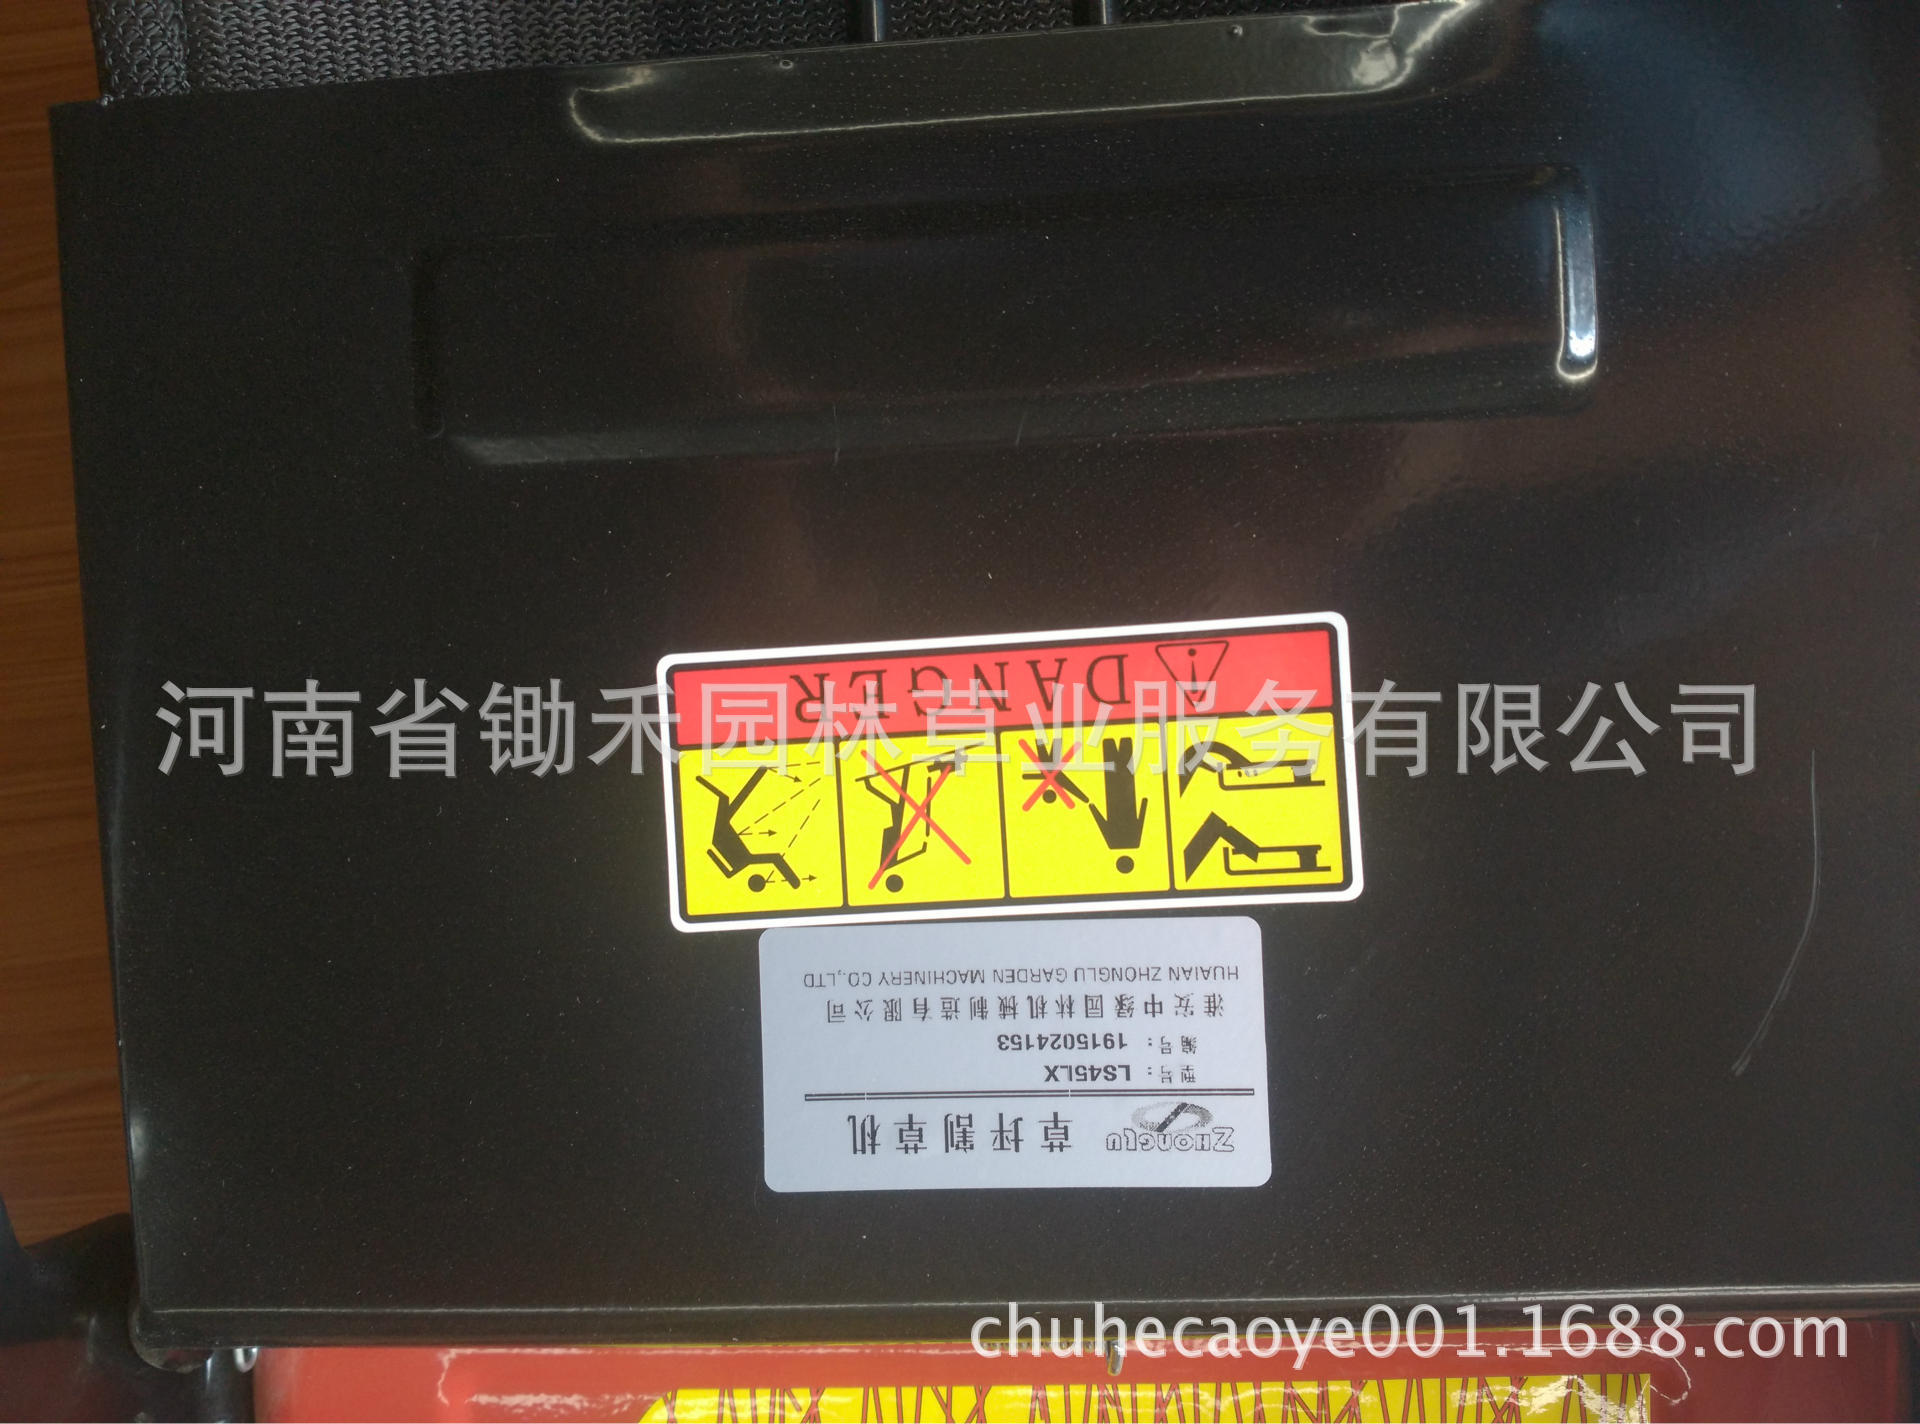 河南省锄禾园林草业服务有限公司
DANGER
ZHONGLU 草坪割草机
型号： LS45LX
编号： 1915024153
淮安中绿园林机械制造有限公司
HUAIAN ZHONGLU GARDEN MACHINERY CO.,LTD
chuhecaoye001.1688.com